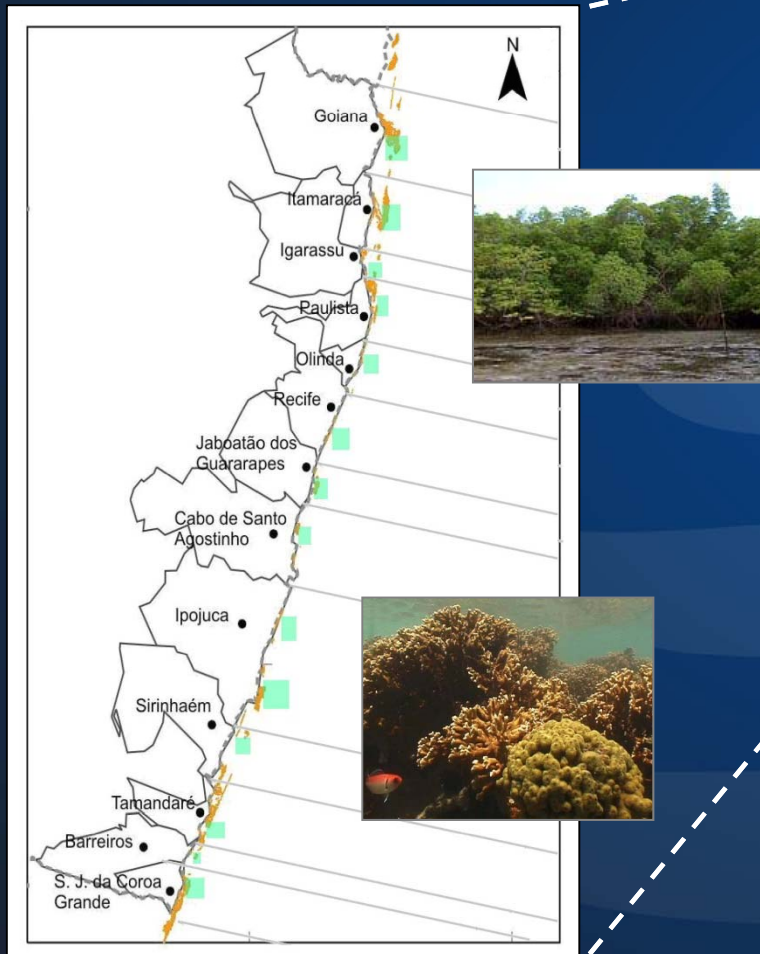 N
Goiana
Itamaracá
Igarassu
Paulista
Olinda
Recife
Jaboatão dos
Guararapes
Cabo de Santo
Agostinho
Ipojuca
Sirinhaém
Tamandaré
Barreiros
S. J. da Coroa
Grande